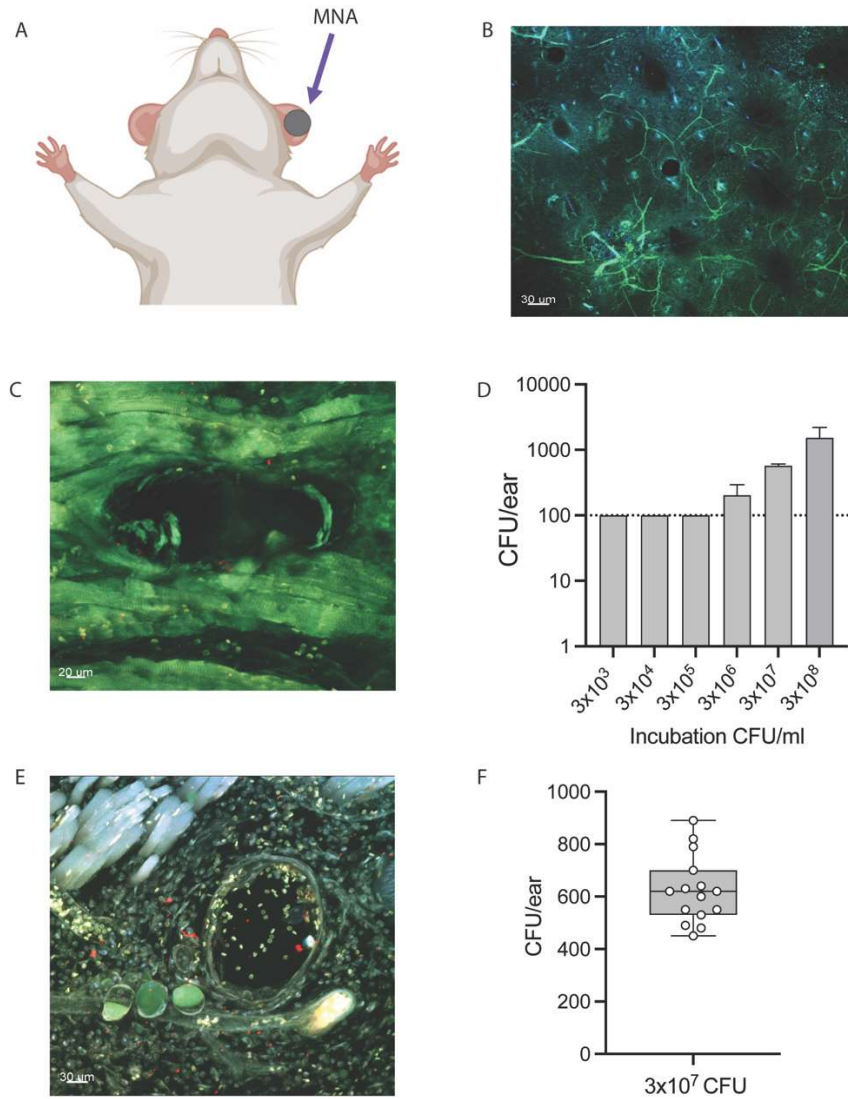 A
MNA
B
30 um
C
20 um
D
10000
1000
100
10
1
CFU/ear
3x10³
3x10⁴
3x10⁵
3x10⁶
3x10⁷
3x10⁸
Incubation CFU/ml
E
30 um
F
1000
800
600
400
200
0
CFU/ear
3x10⁷ CFU